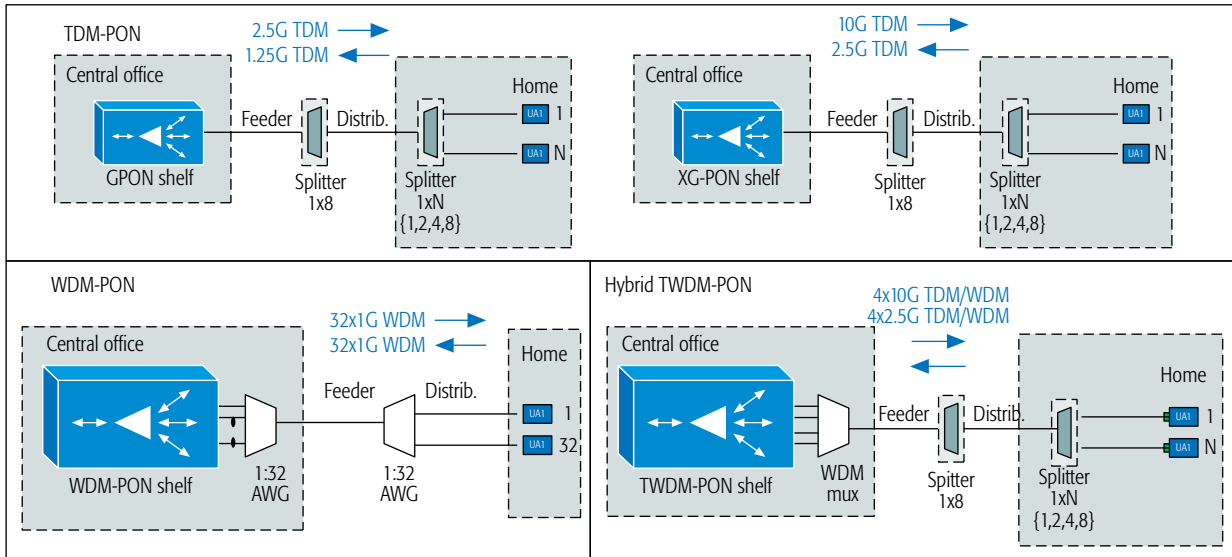 TDM-PON
2.5G TDM
1.25G TDM
Central office
GPON shelf
Feeder
Splitter
1x8
Distrib.
Splitter
1xN
{1,2,4,8}
Home
UA1
1
UA1
N
10G TDM
2.5G TDM
Central office
XG-PON shelf
Feeder
Splitter
1x8
Distrib.
Splitter
1xN
{1,2,4,8}
Home
UA1
1
UA1
N
WDM-PON
32x1G WDM
32x1G WDM
Central office
WDM-PON shelf
1:32
AWG
Feeder
1:32
AWG
Distrib.
Home
UA1
1
UA1
32
Hybrid TWDM-PON
4x10G TDM/WDM
4x2.5G TDM/WDM
Central office
TWDM-PON shelf
WDM
mux
Feeder
Spitter
1x8
Distrib.
Splitter
1xN
{1,2,4,8}
Home
UA1
1
UA1
N